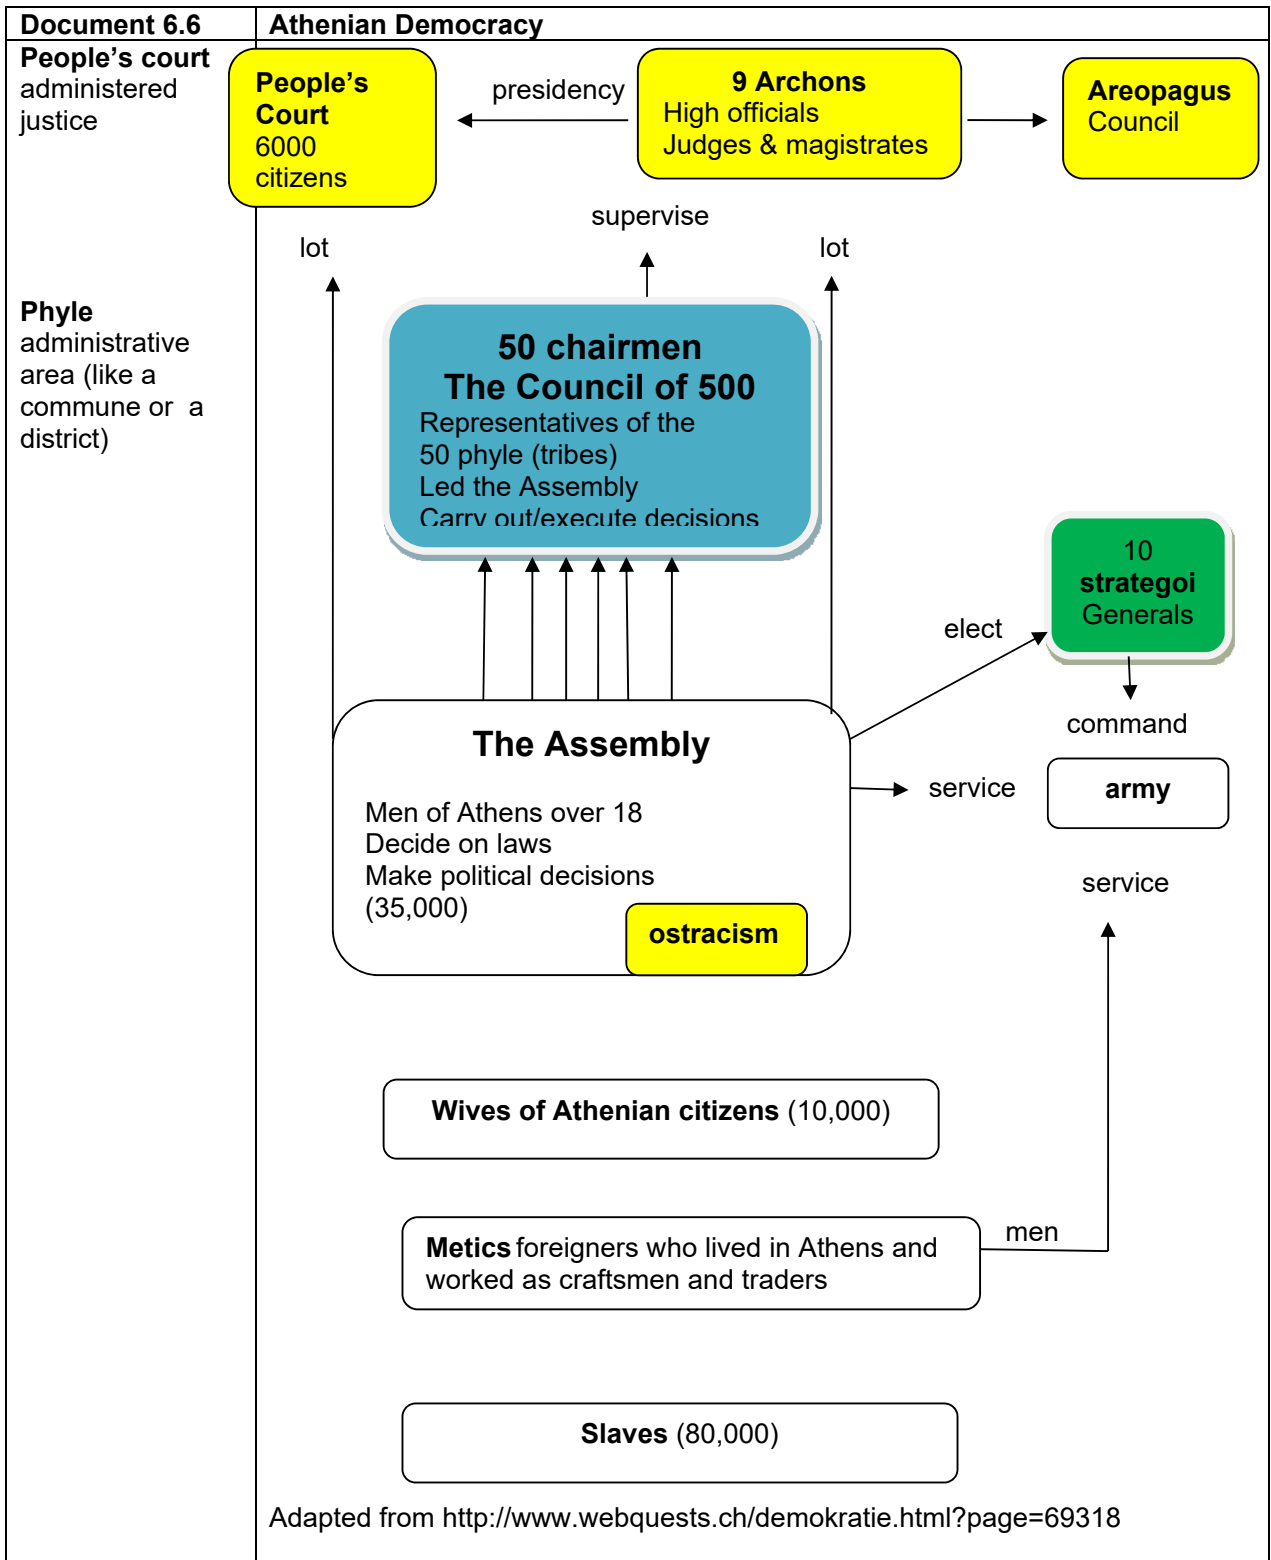 Document 6.6
Athenian Democracy
People's court
administered
justice
Phyle
administrative
area (like a
commune or a
district)
People's
Court
6000
citizens
presidency
9 Archons
High officials
Judges & magistrates
Areopagus
Council
supervise
lot
lot
50 chairmen
The Council of 500
Representatives of the
50 phyle (tribes)
Led the Assembly
Carry out/execute decisions
10
strategoi
Generals
elect
command
The Assembly
Men of Athens over 18
Decide on laws
Make political decisions
(35,000)
ostracism
service
army
service
Wives of Athenian citizens (10,000)
Metics foreigners who lived in Athens and
worked as craftsmen and traders
men
Slaves (80,000)
Adapted from http://www.webquests.ch/demokratie.html?page=69318